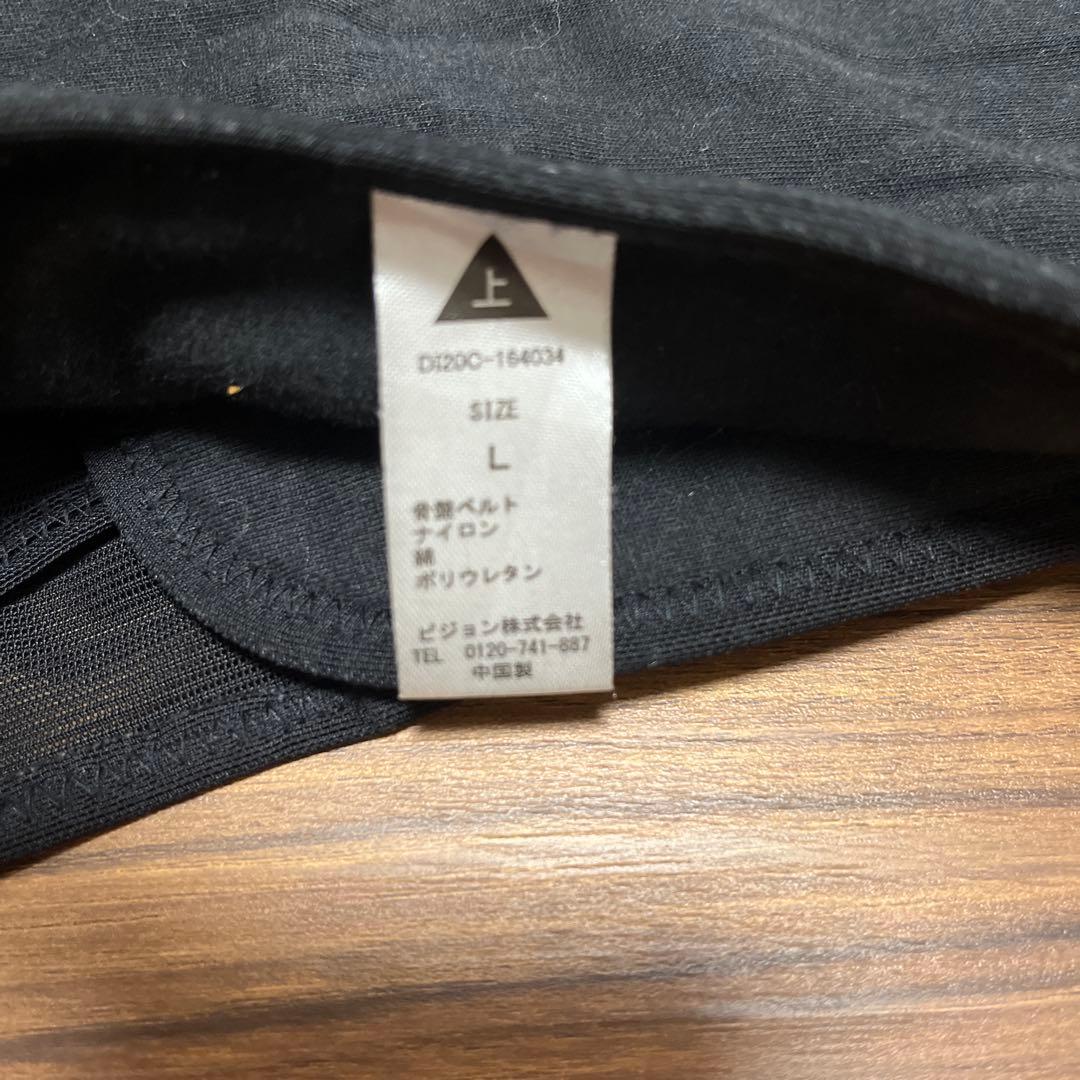 上
Di20C-164034
SIZE
L
骨盤ベルト
ナイロン
綿
ポリウレタン
ピジョン株式会社
TEL 0120-741-887
中国製